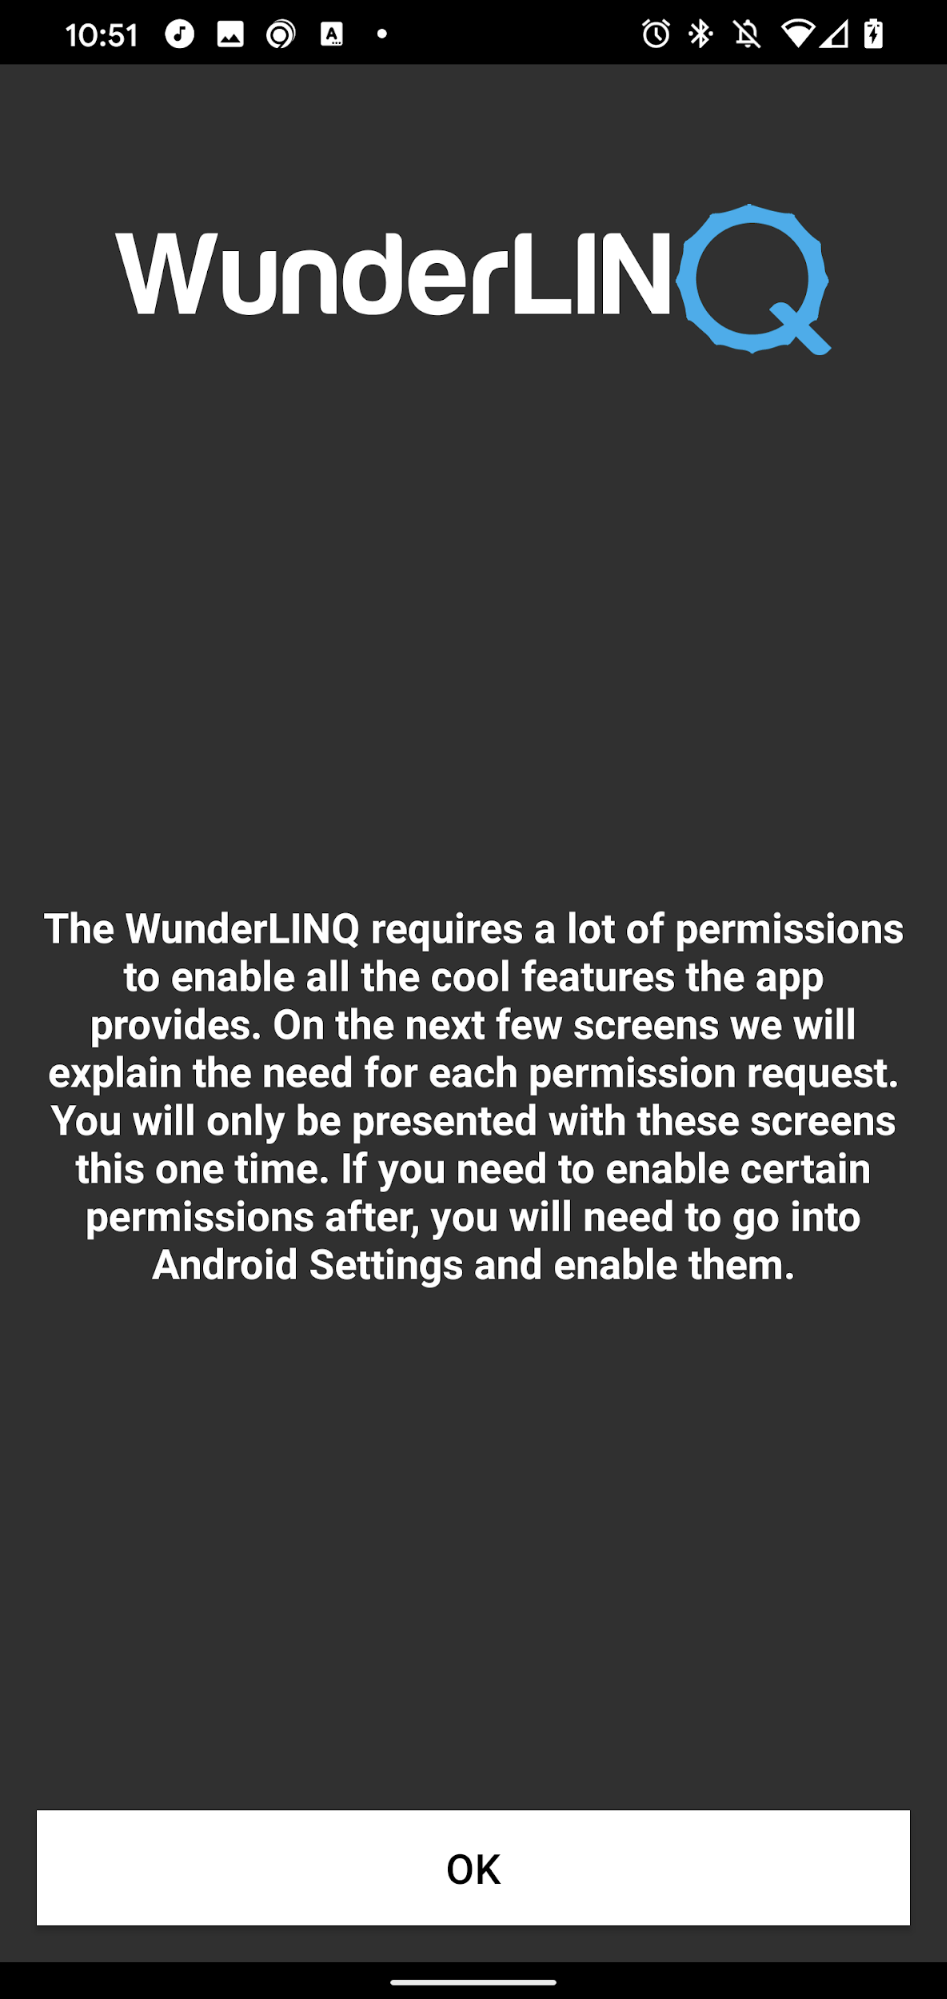 10:51
WunderLINQ
The WunderLINQ requires a lot of permissions
to enable all the cool features the app
provides. On the next few screens we will
explain the need for each permission request.
You will only be presented with these screens
this one time. If you need to enable certain
permissions after, you will need to go into
Android Settings and enable them.
OK